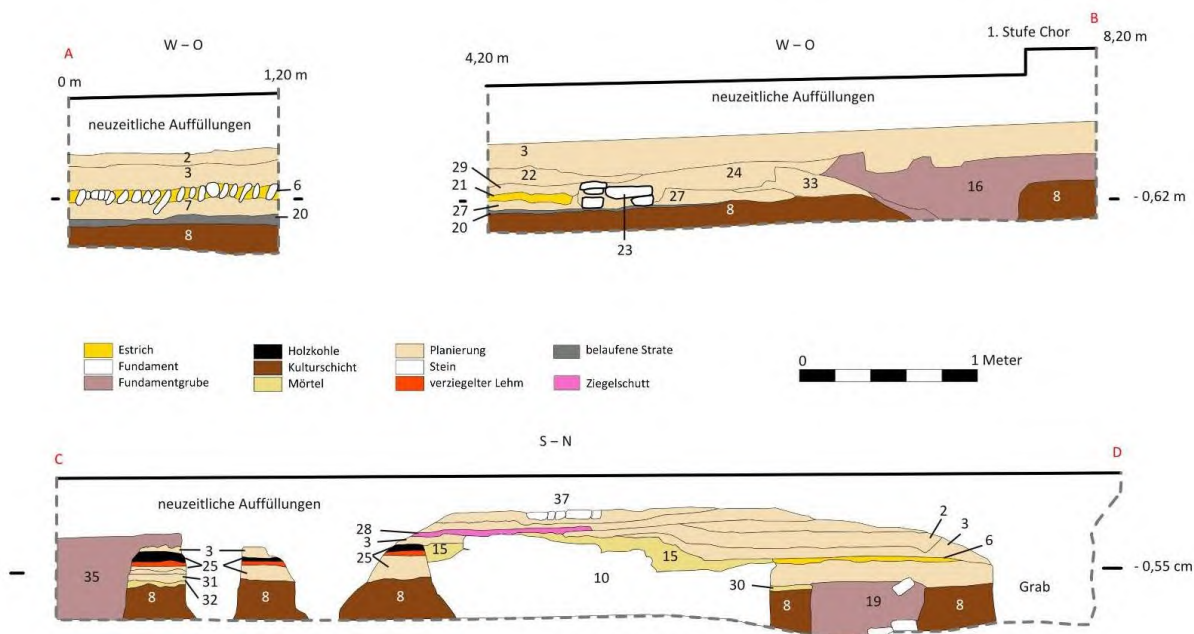 A
W – O
0 m
1,20 m
neuzeitliche Auffüllungen
2
3
6
7
20
8
B
W – O
1. Stufe Chor
8,20 m
4,20 m
neuzeitliche Auffüllungen
3
29
22
24
21
33
16
27
27
8
8
- 0,62 m
20
23
Estrich
Fundament
Fundamentgrube
Holzkohle
Kulturschicht
Mörtel
Planierung
Stein
verziegelter Lehm
belaufene Strate
Ziegelschutt
0
1 Meter
S – N
C
D
neuzeitliche Auffüllungen
37
28
2
3
3
3
6
25
25
15
15
35
31
32
10
30
- 0,55 cm
Grab
8
8
8
8
19
8